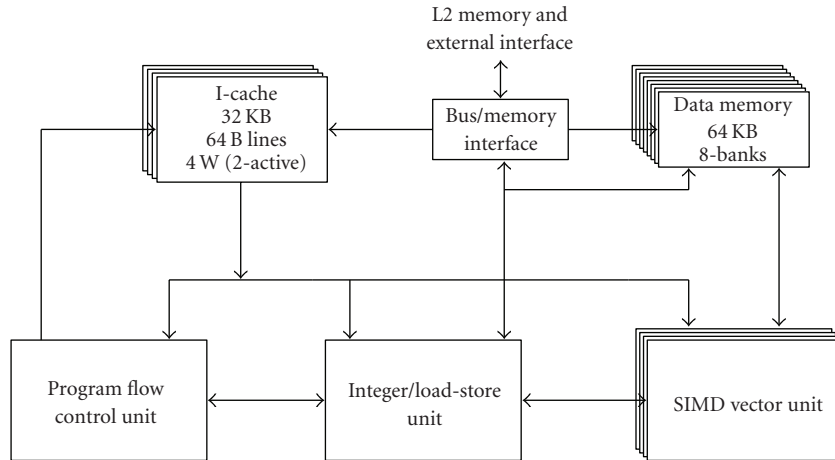 L2 memory and
external interface
I-cache
32 KB
64 B lines
4 W (2-active)
Bus/memory
interface
Data memory
64 KB
8-banks
Program flow
control unit
Integer/load-store
unit
SIMD vector unit